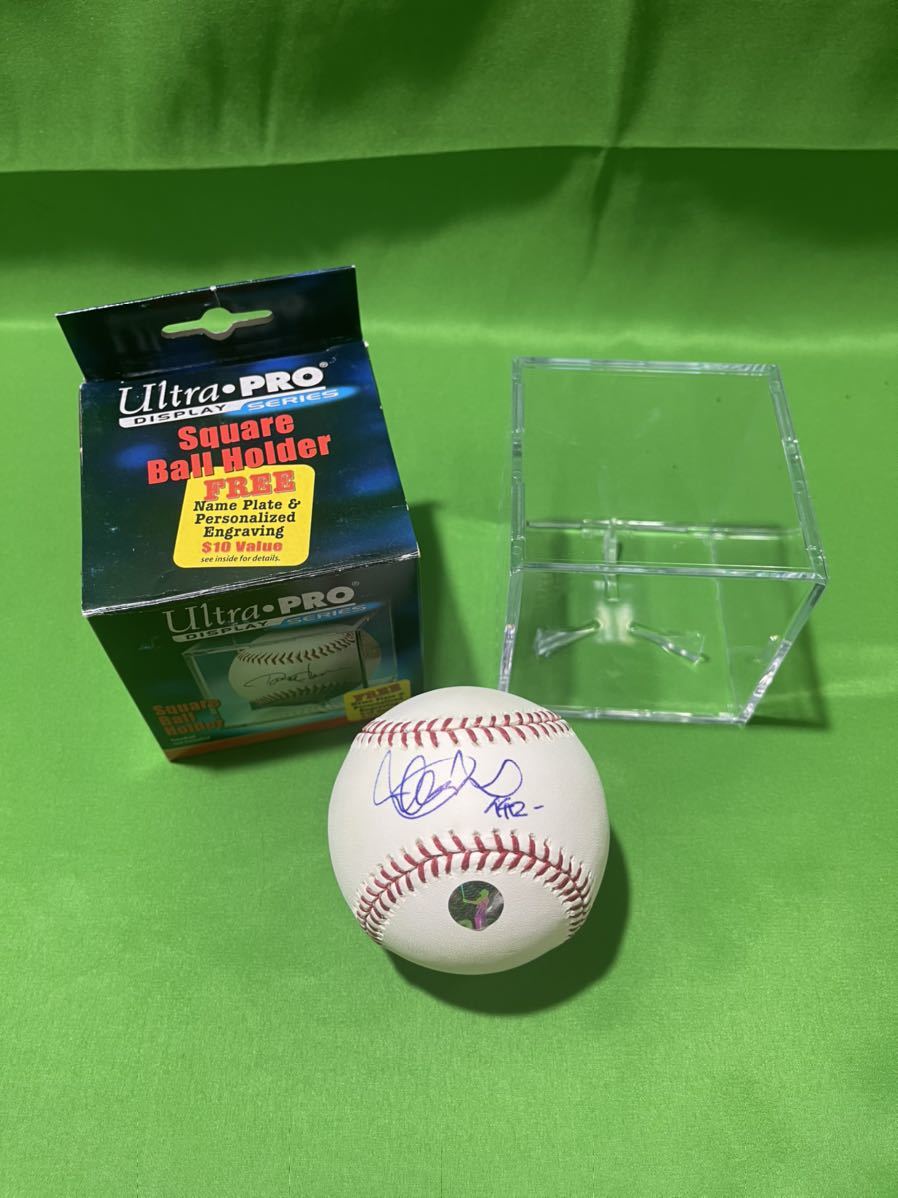 Ultra•PRO®
DISPLAY SERIES
Square
Ball Holder
FREE
Name Plate &
Personalized
Engraving
$10 Value
see inside for details.
Ultra•PRO®
DISPLAY SERIES
Square
Ball
Holder
FREE